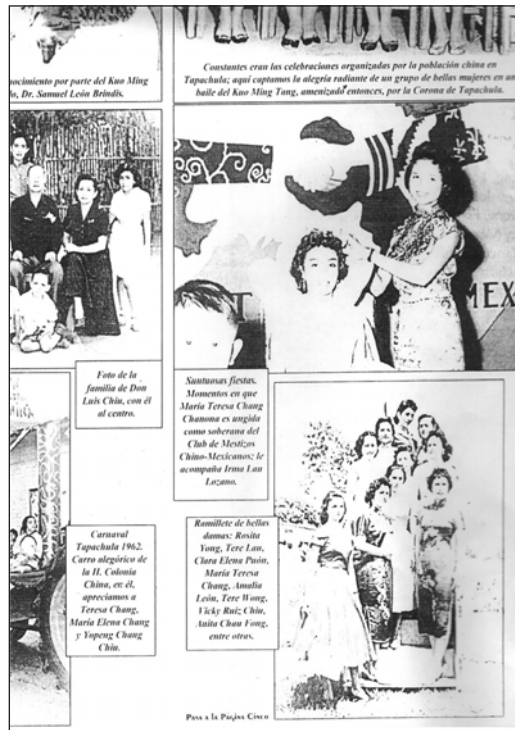 Constantes eran las celebraciones organizadas por la población china en
Tapachula; aquí captamos la alegría radiante de un grupo de bellas mujeres en un
baile del Kuo Ming Tang, amenizado entonces, por la Corona de Tapachula.
nocimiento por parte del Kuo Ming
lo, Dr. Samuel León Brindis.
T
MEX
Foto de la
familia de Don
Luis Chiu, con él
al centro.
Suntuosas fiestas.
Momentos en que
María Teresa Chang
Chanona es ungida
como soberana del
Club de Mestizos
Chino-Mexicanos; le
acompaña Irma Lau
Lozano.
Carnaval
Tapachula 1962.
Carro alegórico de
la H. Colonia
China, en él,
apreciamos a
Teresa Chang,
María Elena Chang
y Yopeng Chang
Chiu.
Ramillete de bellas
damas: Rosita
Yong, Tere Lau,
Clara Elena Puón,
María Teresa
Chang, Amalia
León, Tere Wong,
Vicky Ruiz; Chiu,
Anita Chau Fong,
entre otras.
PASA A LA PÁGINA CINCO